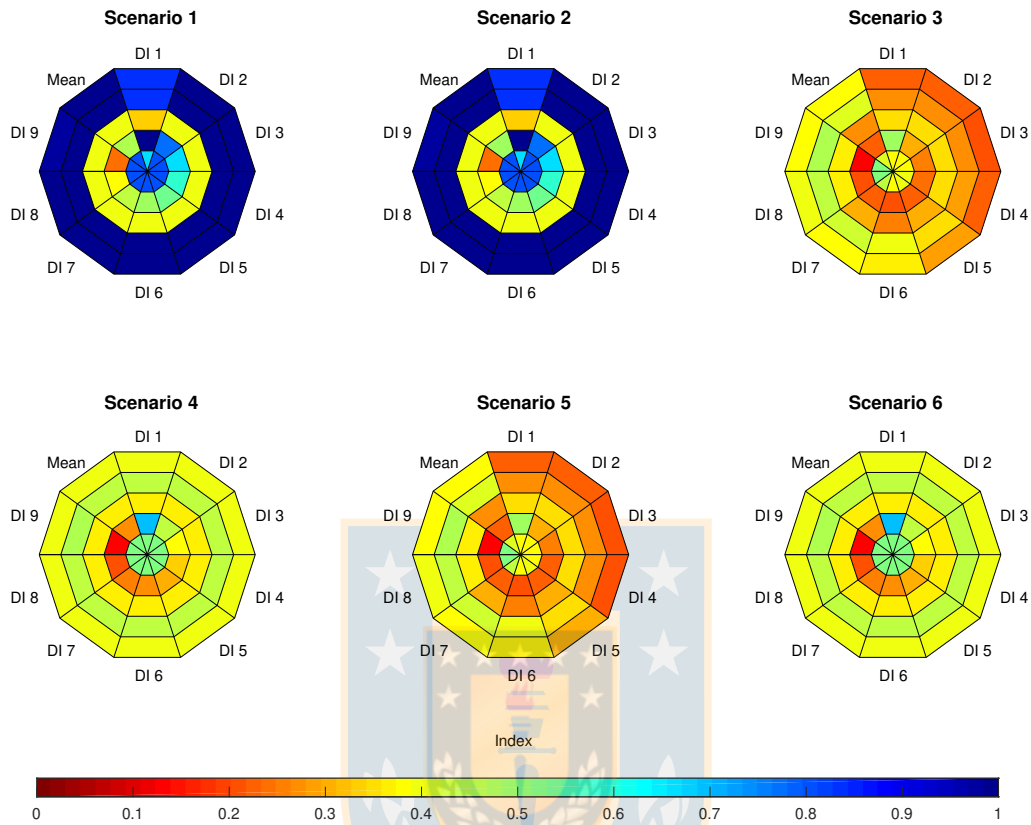 Scenario 1
Scenario 2
Scenario 3
DI 1
DI 2
DI 3
DI 4
DI 5
DI 6
DI 7
DI 8
DI 9
Mean
DI 1
DI 2
DI 3
DI 4
DI 5
DI 6
DI 7
DI 8
DI 9
Mean
DI 1
DI 2
DI 3
DI 4
DI 5
DI 6
DI 7
DI 8
DI 9
Mean
Scenario 4
Scenario 5
Scenario 6
DI 1
DI 2
DI 3
DI 4
DI 5
DI 6
DI 7
DI 8
DI 9
Mean
DI 1
DI 2
DI 3
DI 4
DI 5
DI 6
DI 7
DI 8
DI 9
Mean
DI 1
DI 2
DI 3
DI 4
DI 5
DI 6
DI 7
DI 8
DI 9
Mean
Index
0 0.1 0.2 0.3 0.4 0.5 0.6 0.7 0.8 0.9 1